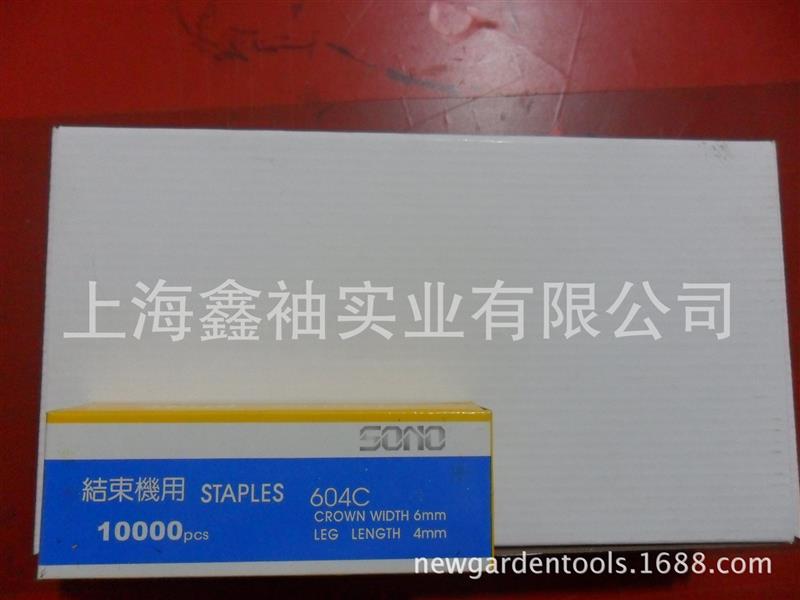 上海鑫袖实业有限公司
SONO
結束機用 STAPLES 604C
CROWN WIDTH 6mm
10000pcs LEG LENGTH 4mm
newgardentools.1688.com